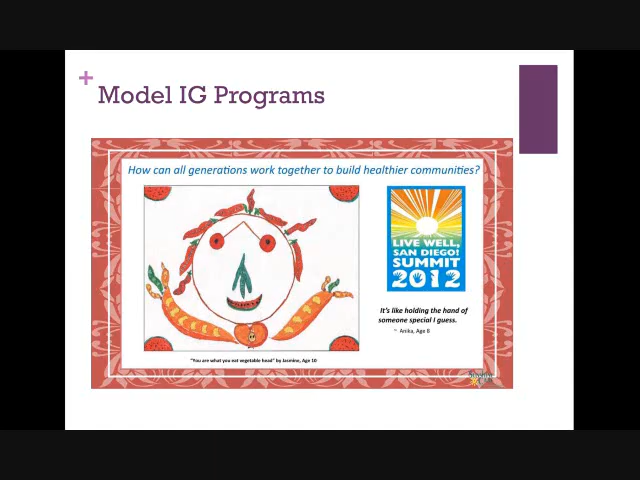 +
Model IG Programs
How can all generations work together to build healthier communities?
LIVE WELL,
SAN DIEGO!
SUMMIT
2012
It's like holding the hand of
someone special I guess.
~ Anika, Age 8
"You are what you eat vegetable head" by Jasmine, Age 10